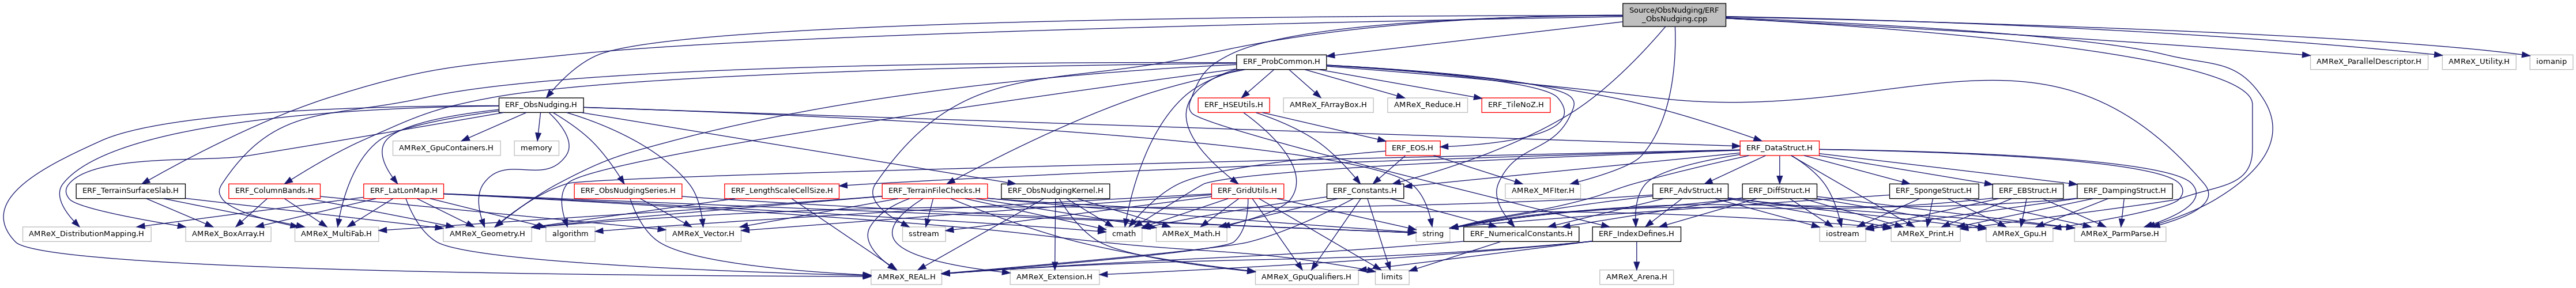 Source/ObsNudging/ERF
_ObsNudging.cpp
ERF_ProbCommon.H
AMReX_ParallelDescriptor.H
AMReX_Utility.H
iomanip
ERF_ObsNudging.H
ERF_HSEUtils.H
AMReX_FArrayBox.H
AMReX_Reduce.H
ERF_TileNoZ.H
AMReX_GpuContainers.H
memory
ERF_EOS.H
ERF_DataStruct.H
ERF_TerrainSurfaceSlab.H
ERF_ColumnBands.H
ERF_LatLonMap.H
ERF_ObsNudgingSeries.H
ERF_LengthScaleCellSize.H
ERF_TerrainFileChecks.H
ERF_ObsNudgingKernel.H
ERF_GridUtils.H
ERF_Constants.H
AMReX_MFIter.H
ERF_AdvStruct.H
ERF_DiffStruct.H
ERF_SpongeStruct.H
ERF_EBStruct.H
ERF_DampingStruct.H
AMReX_DistributionMapping.H
AMReX_BoxArray.H
AMReX_MultiFab.H
AMReX_Geometry.H
algorithm
AMReX_Vector.H
sstream
cmath
AMReX_Math.H
string
ERF_NumericalConstants.H
ERF_IndexDefines.H
iostream
AMReX_Print.H
AMReX_Gpu.H
AMReX_ParmParse.H
AMReX_REAL.H
AMReX_Extension.H
AMReX_GpuQualifiers.H
limits
AMReX_Arena.H